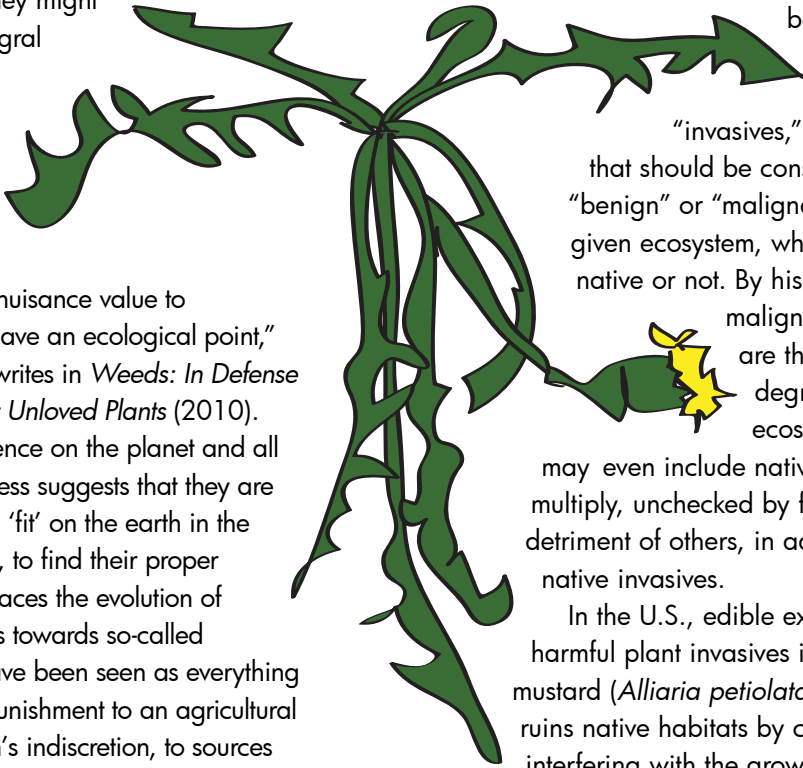 ey might
gral
nuisance value to
ave an ecological point,”
writes in Weeds: In Defense
Unloved Plants (2010).
ence on the planet and all
ess suggests that they are
‘fit’ on the earth in the
, to find their proper
aces the evolution of
s towards so-called
ave been seen as everything
unishment to an agricultural
’s indiscretion, to sources
“invasives,”
that should be cons
“benign” or “maligna
given ecosystem, wh
native or not. By his
malign
are th
degr
ecos
may even include nativ
multiply, unchecked by f
detriment of others, in ad
native invasives.
In the U.S., edible ex
harmful plant invasives i
mustard (Alliaria petiolata
ruins native habitats by c
interfering with the grow